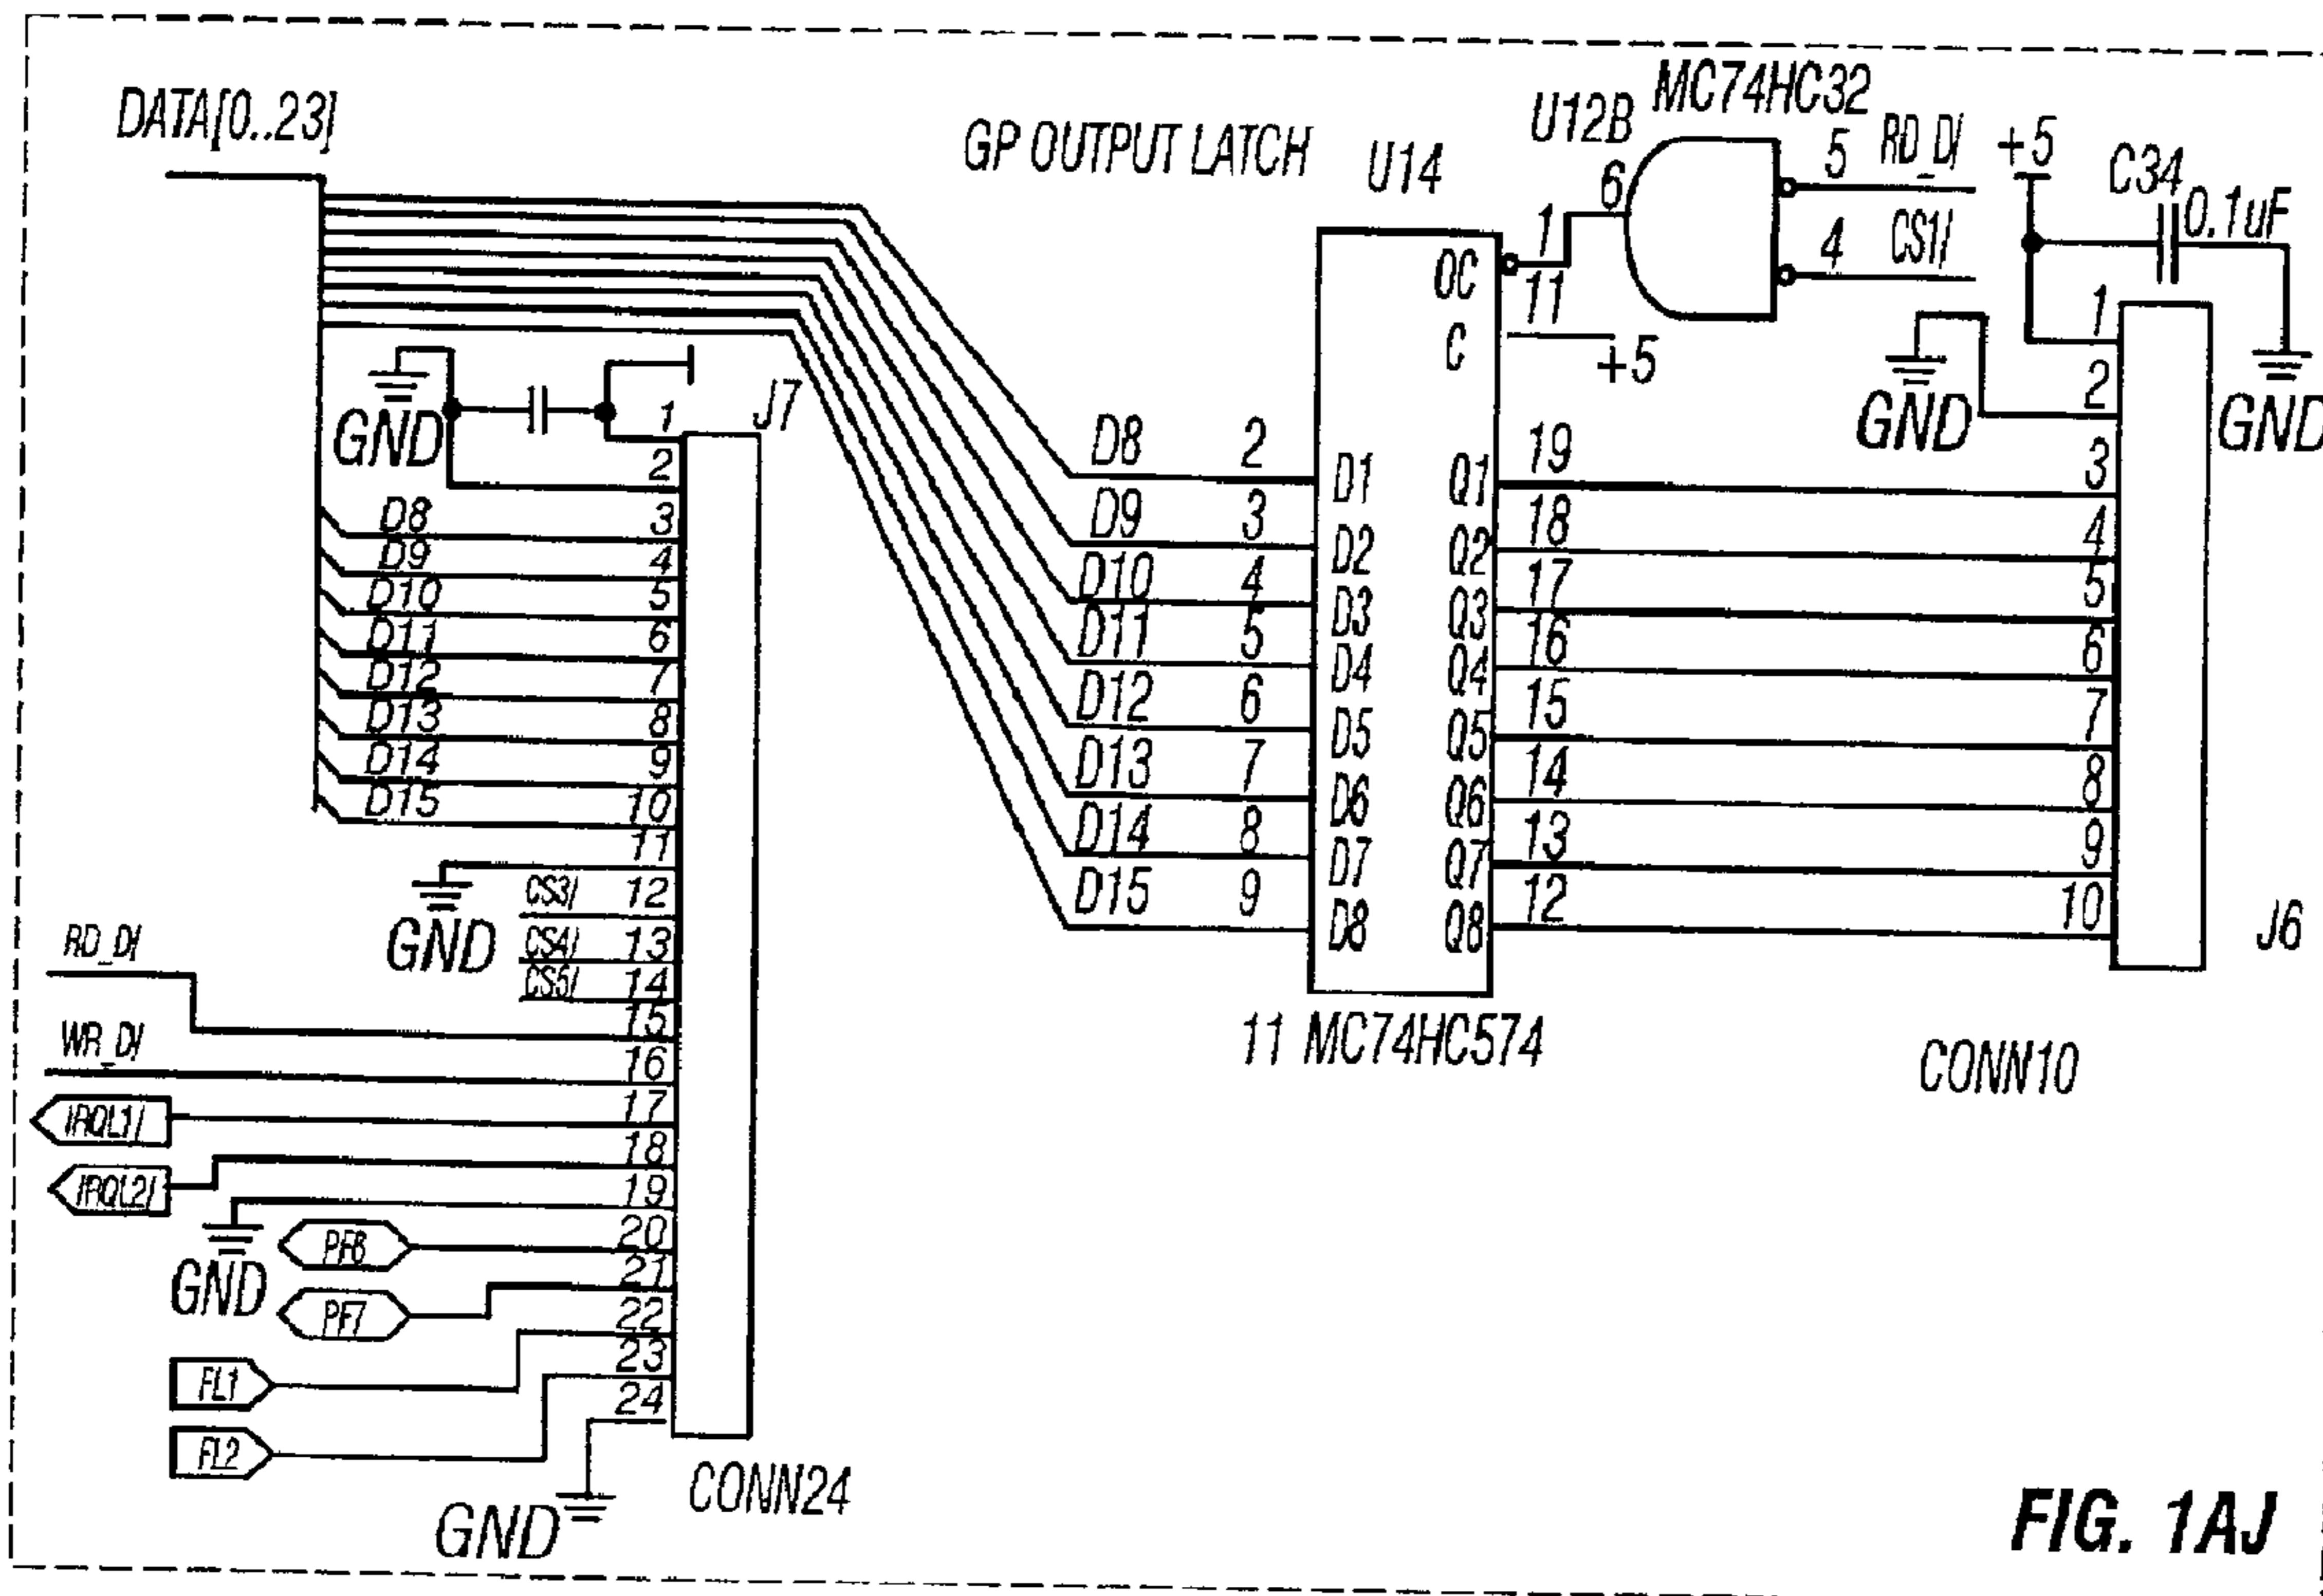 DATA[0..23]
GP OUTPUT LATCH
U14
U12B
MC74HC32
6
5
RD_D/
4
CS1/
+5
C34
0.1uF
1
OC
11
C
+5
GND
GND
1
2
GND
J7
1
2
D8 3
D9 4
D10 5
D11 6
D12 7
D13 8
D14 9
D15 10
11
GND
CS3/ 12
CS4/ 13
CS5/ 14
RD_D/
15
WR_D/
16
IRQL1/
17
18
IRQL2/
19
GND
20
PF7
21
22
FL1
23
FL2
24
GND
CONN24
D8 2 D1 Q1 19 3
D9 3 D2 Q2 18 4
D10 4 D3 Q3 17 5
D11 5 D4 Q4 16 6
D12 6 D5 Q5 15 7
D13 7 D6 Q6 14 8
D14 8 D7 Q7 13 9
D15 9 D8 Q8 12 10
J6
11 MC74HC574
CONN10
FIG. 1AJ